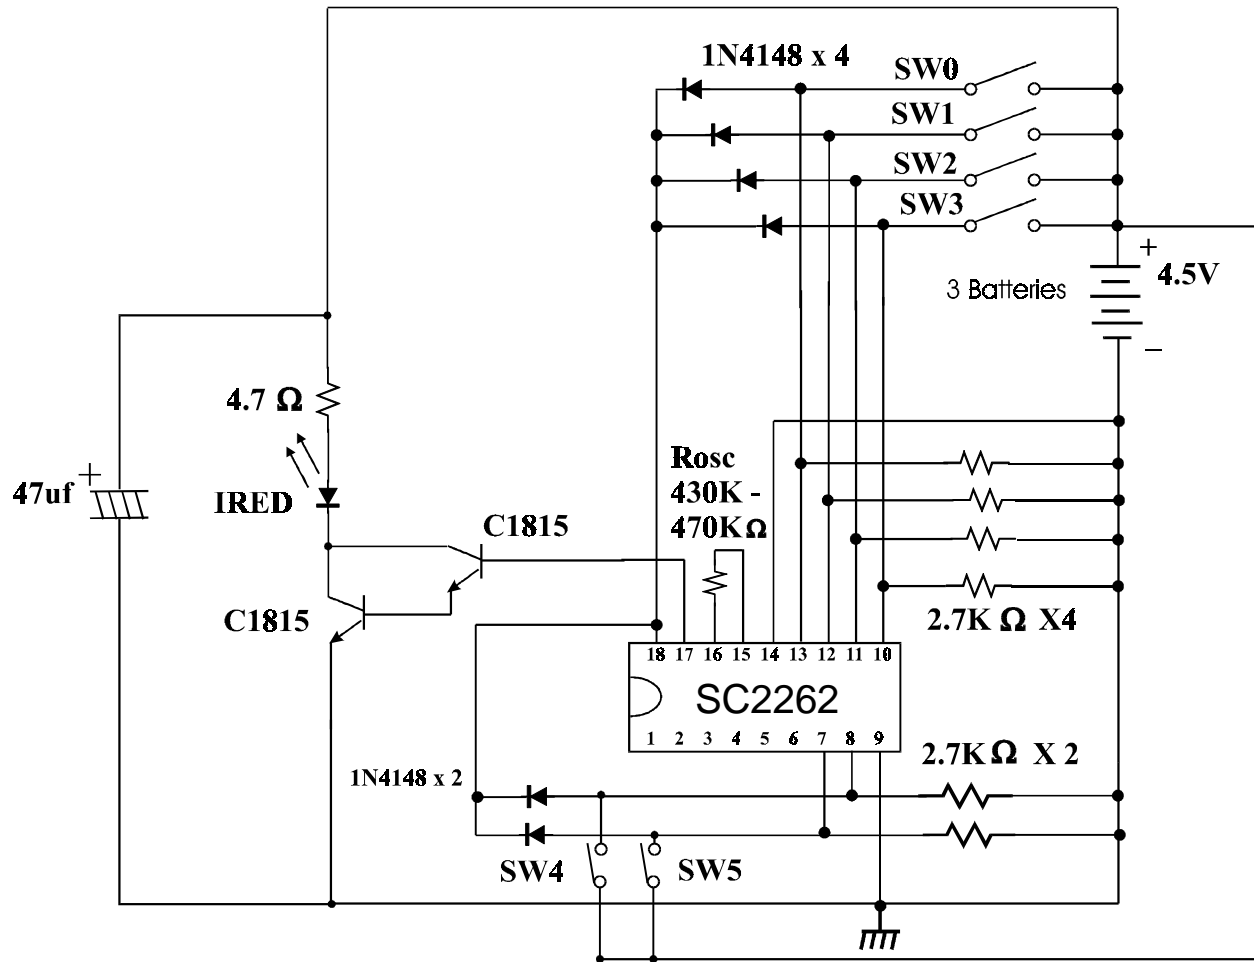 1N4148 x 4
SW0
SW1
SW2
SW3
+
4.5V
3 Batteries
−
4.7 Ω
+
47uf
IRED
C1815
C1815
Rosc
430K -
470K Ω
2.7K Ω X4
18 17 16 15 14 13 12 11 10
SC2262
1 2 3 4 5 6 7 8 9
2.7K Ω X 2
1N4148 x 2
SW4
SW5